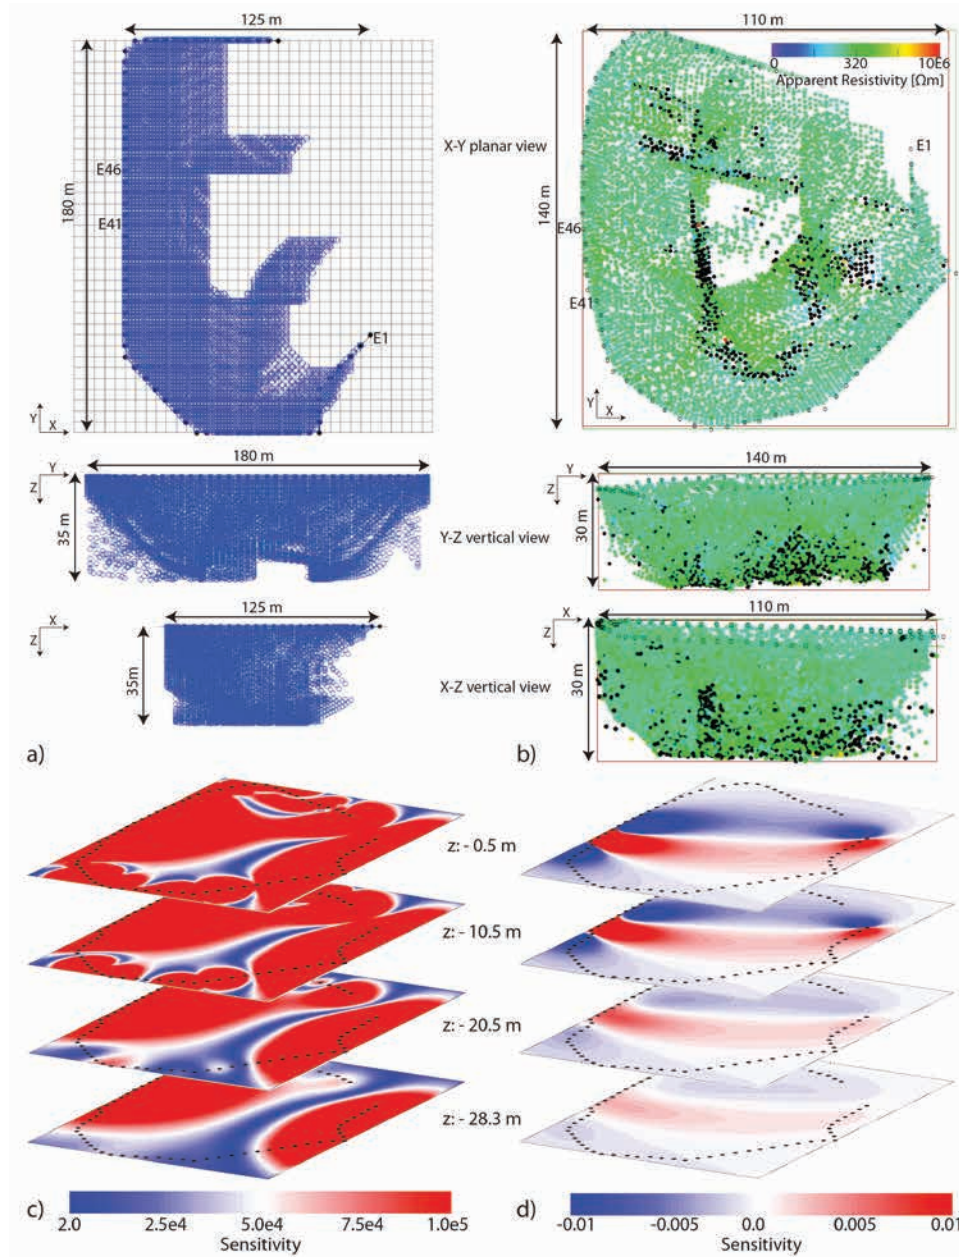 125 m
110 m
0 320 10E6
Apparent Resistivity [Ωm]
X-Y planar view
E1
E46
180 m
E41
140 m
E46
E41
E1
Y
X
Y
X
180 m
140 m
Y
Z
35 m
Y-Z vertical view
Y
Z
30 m
125 m
110 m
X
Z
35m
X-Z vertical view
X
Z
30 m
a)
b)
z: - 0.5 m
z: - 10.5 m
z: - 20.5 m
z: - 28.3 m
c)
2.0 2.5e4 5.0e4 7.5e4 1.0e5
Sensitivity
d)
-0.01 -0.005 0.0 0.005 0.01
Sensitivity